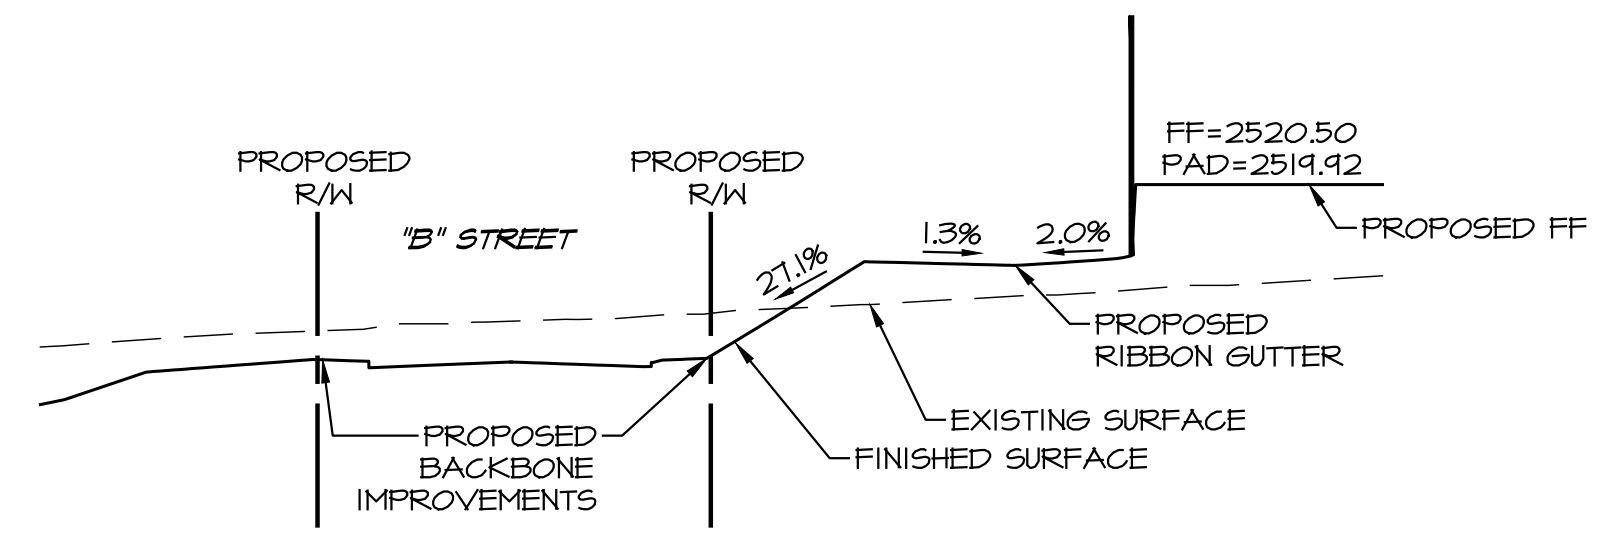 FF=2520.50
PAD=2519.92
PROPOSED
R/W
PROPOSED
R/W
"B" STREET
27.1%
1.3%
2.0%
PROPOSED FF
PROPOSED
RIBBON GUTTER
EXISTING SURFACE
FINISHED SURFACE
PROPOSED
BACKBONE
IMPROVEMENTS